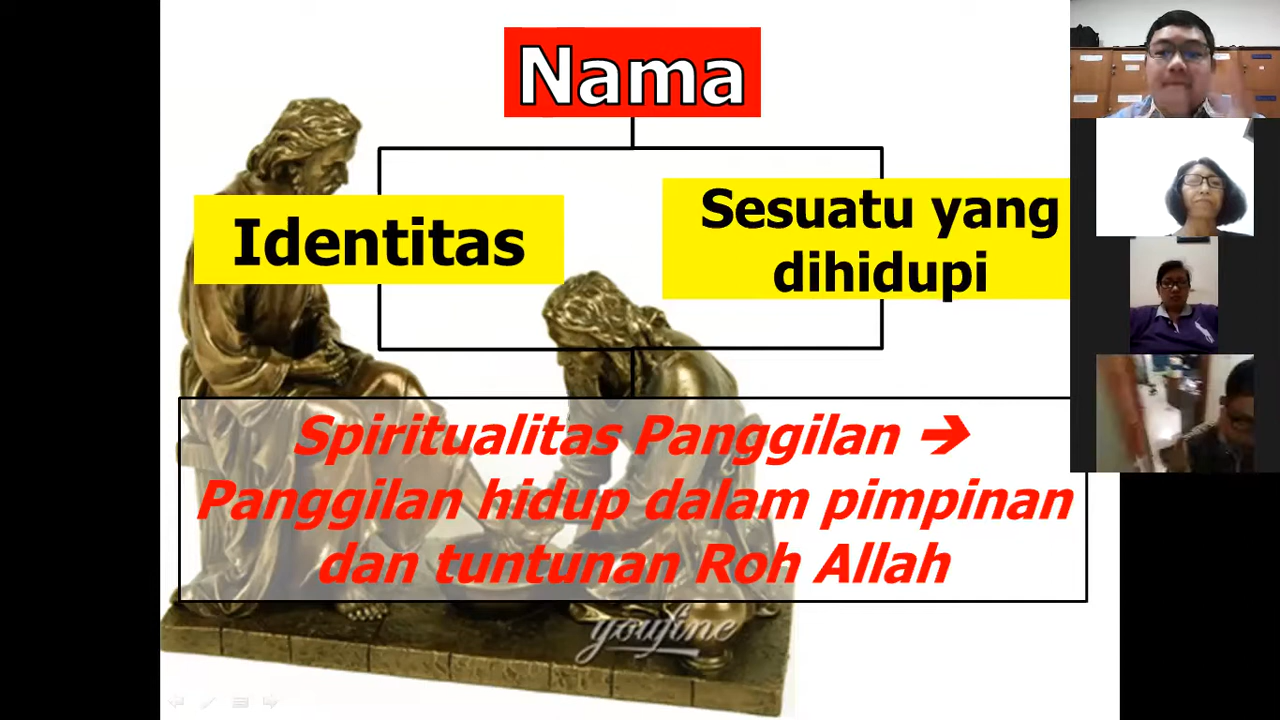 Nama
Identitas
Sesuatu yang
dihidupi
Spiritualitas Panggilan ➔
Panggilan hidup dalam pimpinan
dan tuntunan Roh Allah
youfine